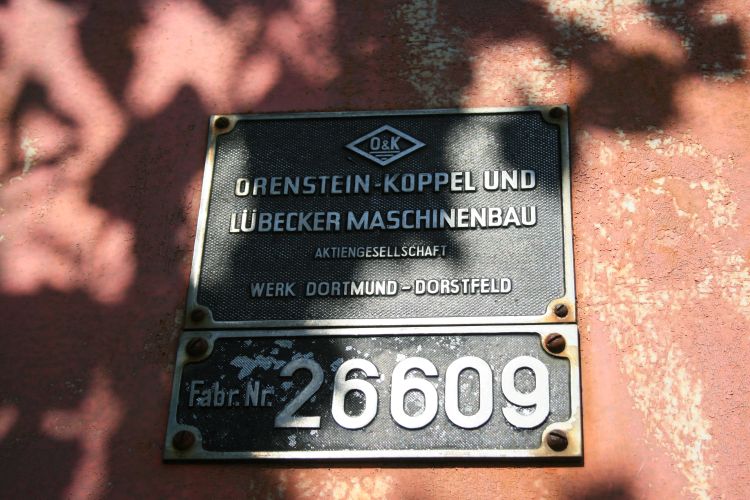 O&K
ORENSTEIN-KOPPEL UND
LÜBECKER MASCHINENBAU
AKTIENGESELLSCHAFT
WERK DORTMUND-DORSTFELD
Fabr. Nr. 26609